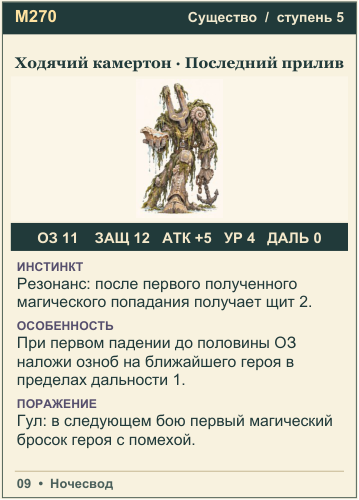 M270 Существо / ступень 5
Ходячий камертон · Последний прилив
ОЗ 11 ЗАЩ 12 АТК +5 УР 4 ДАЛЬ 0
ИНСТИНКТ
Резонанс: после первого полученного
магического попадания получает щит 2.
ОСОБЕННОСТЬ
При первом падении до половины ОЗ
наложи озноб на ближайшего героя в
пределах дальности 1.
ПОРАЖЕНИЕ
Гул: в следующем бою первый магический
бросок героя с помехой.
09 • Ночесвод